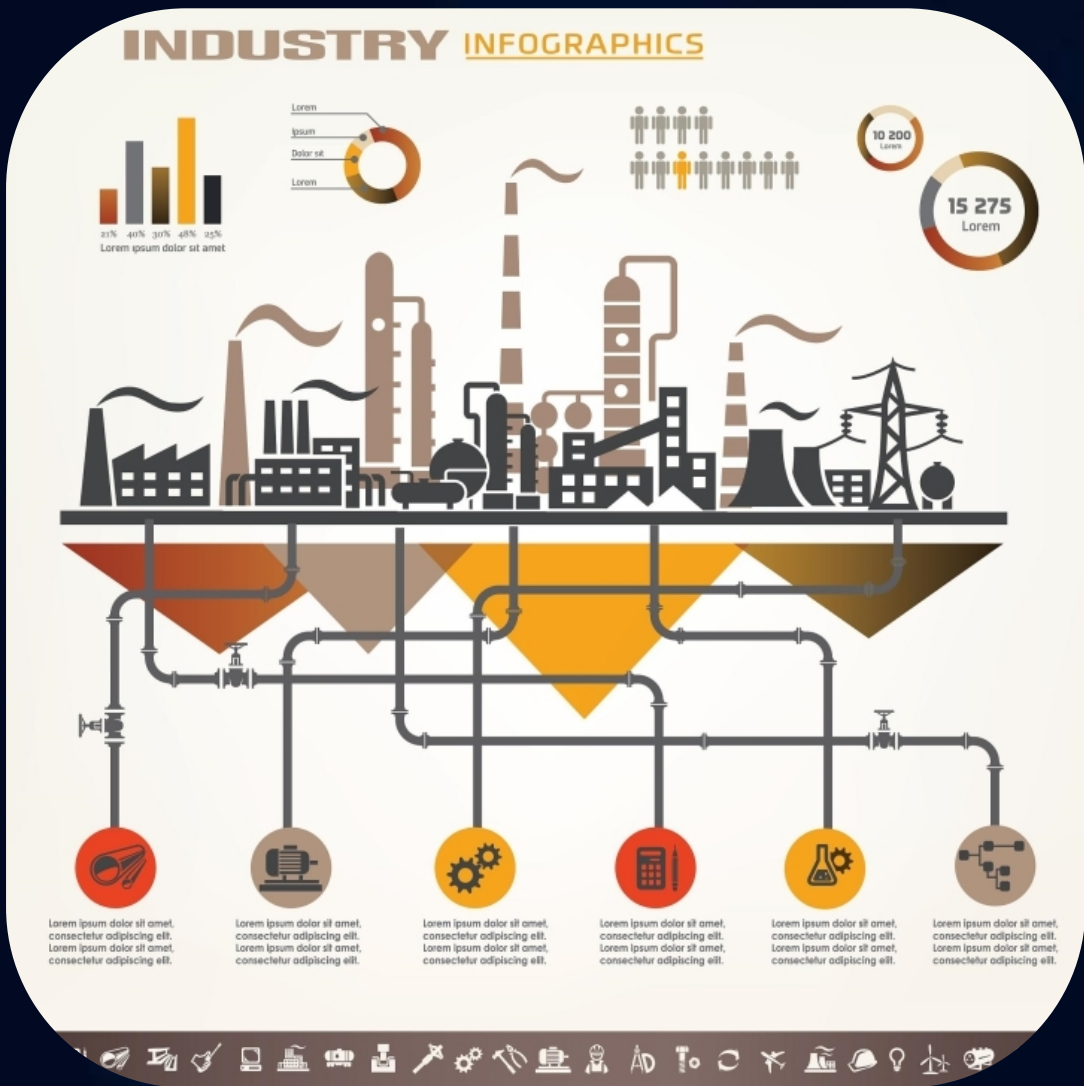 INDUSTRY INFOGRAPHICS
Lorem
Ipsum
Dolor sit
Lorem
10 200
Lorem
15 275
Lorem
21% 40% 30% 48% 25%
Lorem ipsum dolor sit amet
Lorem ipsum dolor sit amet,
consectetur adipiscing elit.
Lorem ipsum dolor sit amet,
consectetur adipiscing elit.
Lorem ipsum dolor sit amet,
consectetur adipiscing elit.
Lorem ipsum dolor sit amet,
consectetur adipiscing elit.
Lorem ipsum dolor sit amet,
consectetur adipiscing elit.
Lorem ipsum dolor sit amet,
consectetur adipiscing elit.
Lorem ipsum dolor sit amet,
consectetur adipiscing elit.
Lorem ipsum dolor sit amet,
consectetur adipiscing elit.
Lorem ipsum dolor sit amet,
consectetur adipiscing elit.
Lorem ipsum dolor sit amet,
consectetur adipiscing elit.
Lorem ipsum dolor sit amet,
consectetur adipiscing elit.
Lorem ipsum dolor sit amet,
consectetur adipiscing elit.